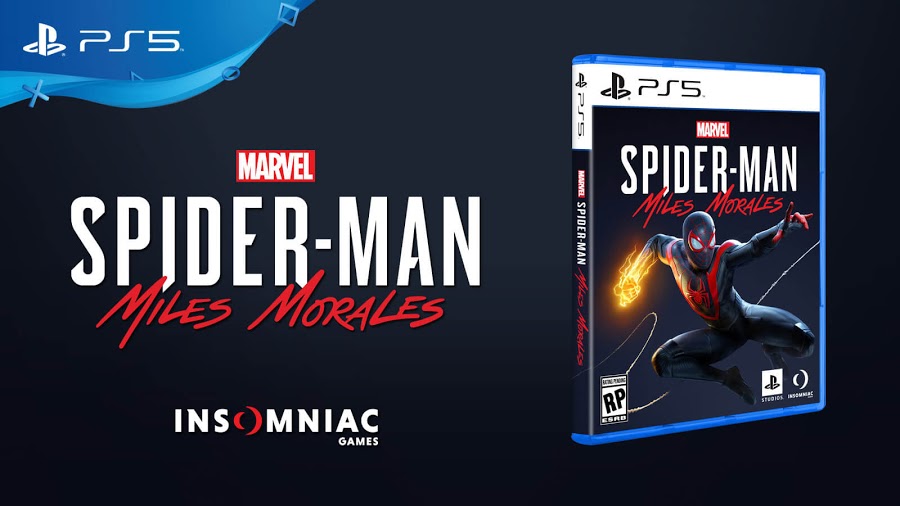 PS5
MARVEL
SPIDER-MAN
MILES MORALES
INSOMNIAC
GAMES
PS5
PS5
MARVEL
SPIDER-MAN
MILES MORALES
MARVEL
SPIDER-MAN
MILES MORALES
RATING PENDING
RP
ESRB
STUDIOS
INSOMNIAC